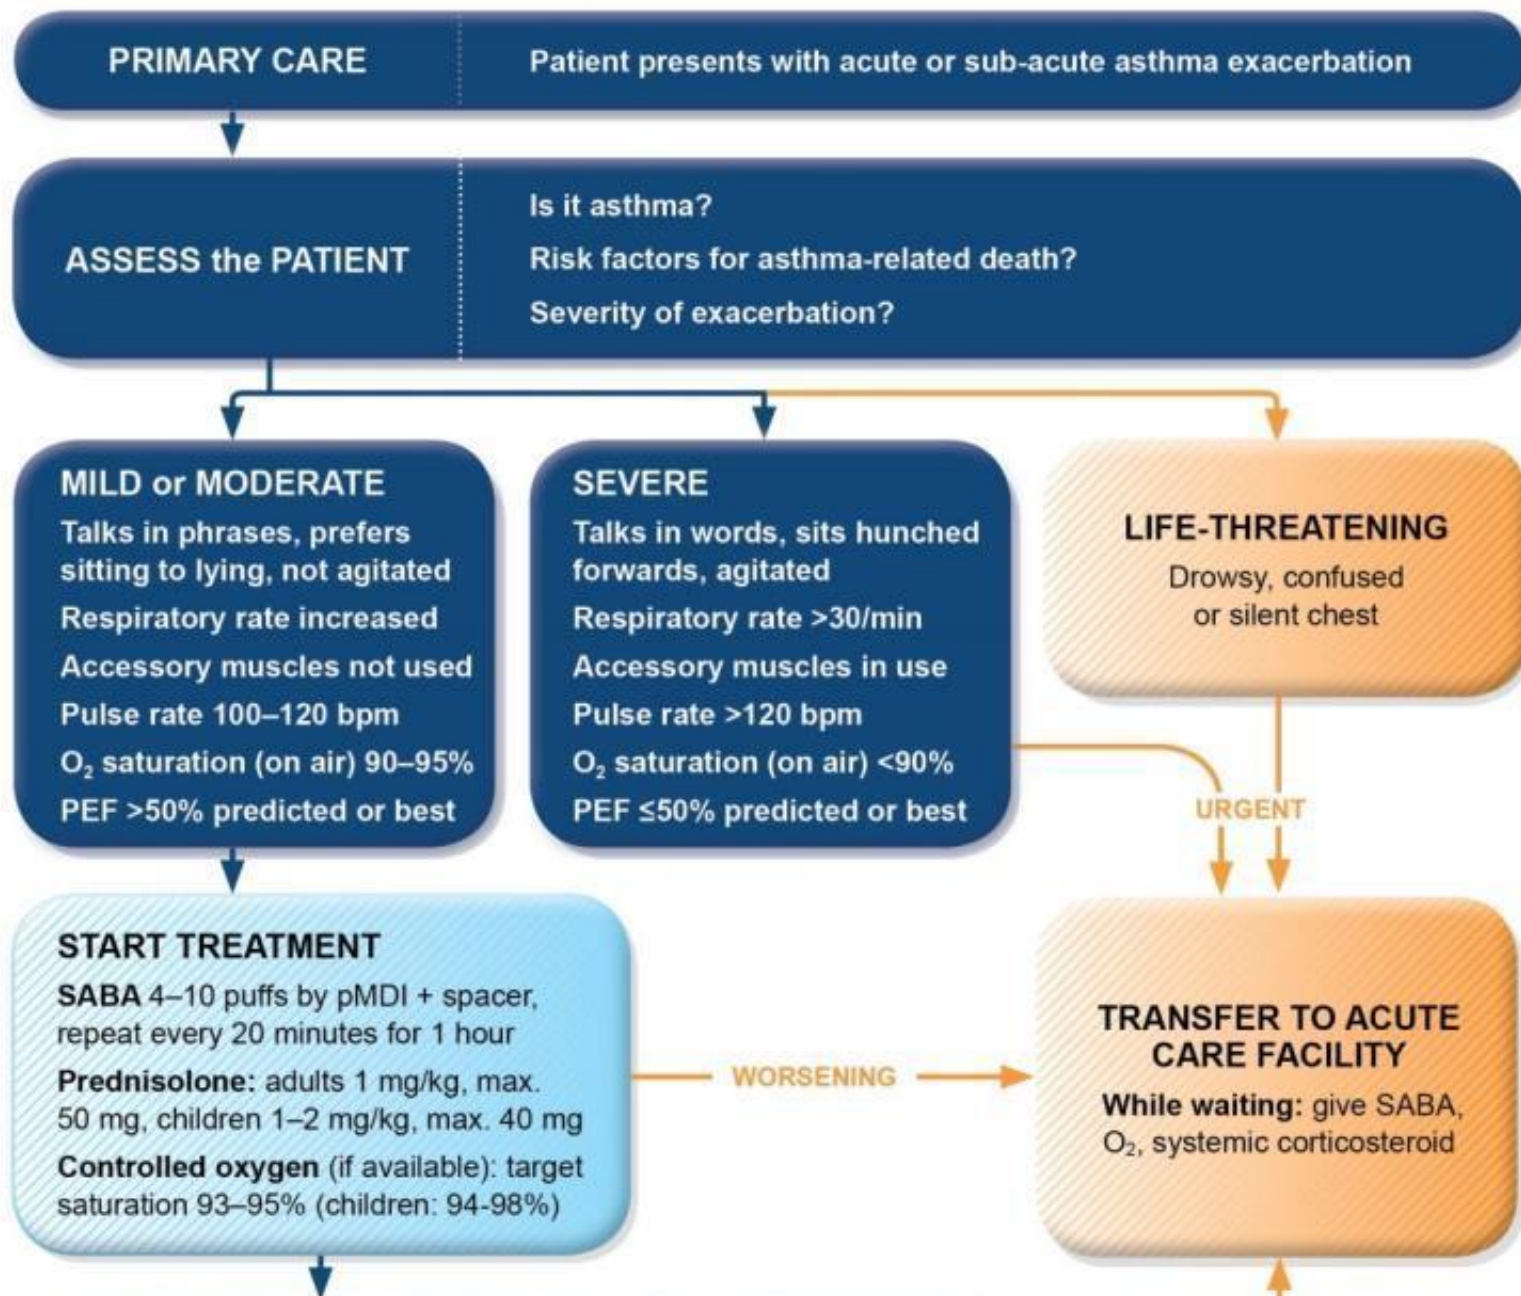 PRIMARY CARE
Patient presents with acute or sub-acute asthma exacerbation
ASSESS the PATIENT
Is it asthma?
Risk factors for asthma-related death?
Severity of exacerbation?
MILD or MODERATE
Talks in phrases, prefers
sitting to lying, not agitated
Respiratory rate increased
Accessory muscles not used
Pulse rate 100–120 bpm
O₂ saturation (on air) 90–95%
PEF >50% predicted or best
SEVERE
Talks in words, sits hunched
forwards, agitated
Respiratory rate >30/min
Accessory muscles in use
Pulse rate >120 bpm
O₂ saturation (on air) <90%
PEF ≤50% predicted or best
LIFE-THREATENING
Drowsy, confused
or silent chest
URGENT
START TREATMENT
SABA 4–10 puffs by pMDI + spacer,
repeat every 20 minutes for 1 hour
Prednisolone: adults 1 mg/kg, max.
50 mg, children 1–2 mg/kg, max. 40 mg
Controlled oxygen (if available): target
saturation 93–95% (children: 94-98%)
WORSENING
TRANSFER TO ACUTE
CARE FACILITY
While waiting: give SABA,
O₂, systemic corticosteroid